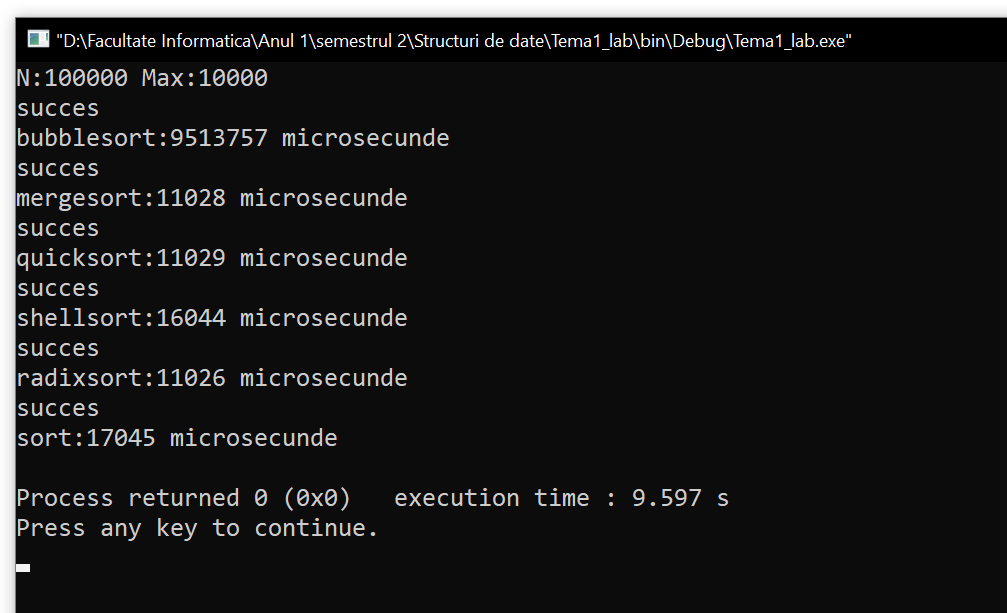 "D:\Facultate Informatica\Anul 1\semestrul 2\Structuri de date\Tema1_lab\bin\Debug\Tema1_lab.exe"
N:100000 Max:10000
succes
bubblesort:9513757 microsecunde
succes
mergesort:11028 microsecunde
succes
quicksort:11029 microsecunde
succes
shellsort:16044 microsecunde
succes
radixsort:11026 microsecunde
succes
sort:17045 microsecunde
Process returned 0 (0x0)   execution time : 9.597 s
Press any key to continue.